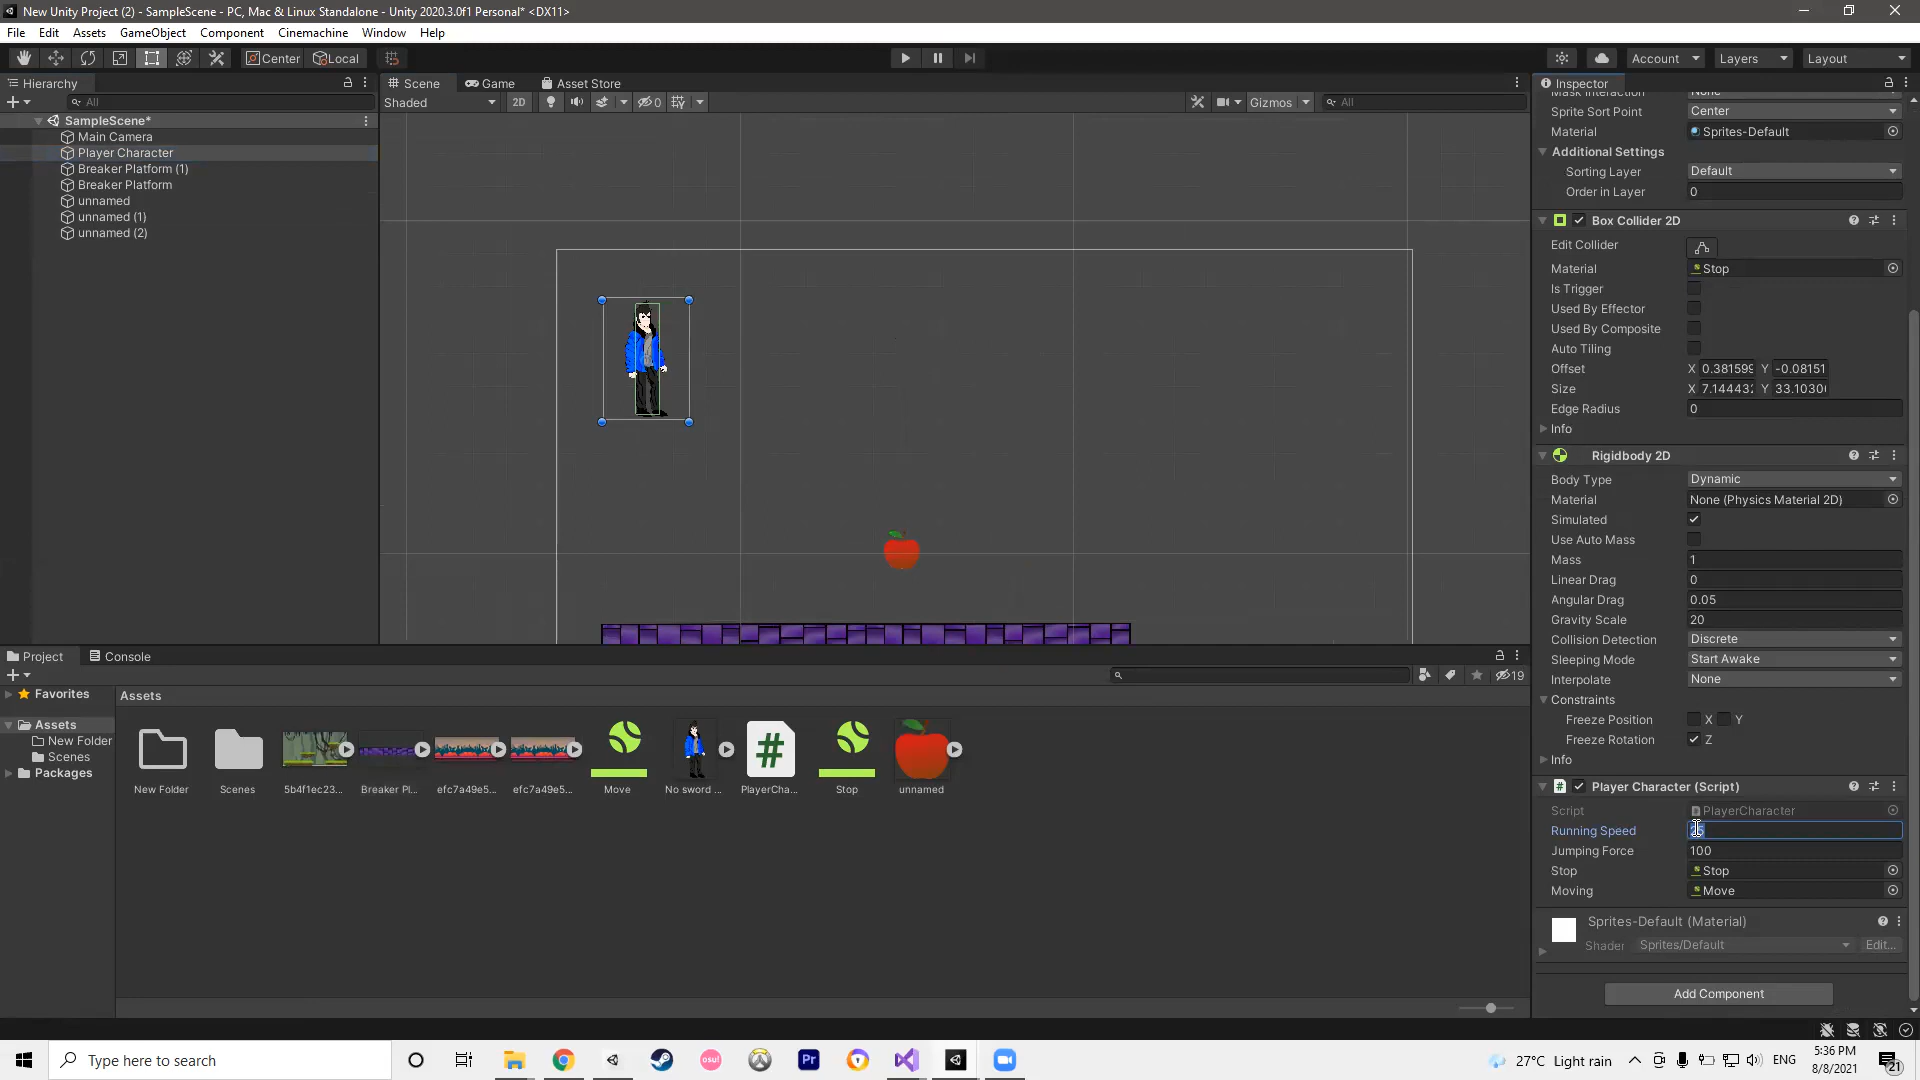 New Unity Project (2) - SampleScene - PC, Mac & Linux Standalone - Unity 2020.3.0f1 Personal* <DX11>
File Edit Assets GameObject Component Cinemachine Window Help
Center Local Account Layers Layout
Hierarchy
All
SampleScene*
Main Camera
Player Character
Breaker Platform (1)
Breaker Platform
unnamed
unnamed (1)
unnamed (2)
Scene Game Asset Store
Shaded 2D 0 Gizmos All
Inspector
Mask Interaction None
Sprite Sort Point Center
Material Sprites-Default
Additional Settings
Sorting Layer Default
Order in Layer 0
Box Collider 2D
Edit Collider
Material Stop
Is Trigger
Used By Effector
Used By Composite
Auto Tiling
Offset X 0.381599 Y -0.08151
Size X 7.144432 Y 33.10306
Edge Radius 0
Info
Rigidbody 2D
Body Type Dynamic
Material None (Physics Material 2D)
Simulated
Use Auto Mass
Mass 1
Linear Drag 0
Angular Drag 0.05
Gravity Scale 20
Collision Detection Discrete
Sleeping Mode Start Awake
Interpolate None
Constraints
Freeze Position X Y
Freeze Rotation Z
Info
# Player Character (Script)
Script PlayerCharacter
Running Speed
Jumping Force 100
Stop Stop
Moving Move
Sprites-Default (Material)
Shader Sprites/Default Edit...
Add Component
Project Console
19
Favorites
Assets
New Folder
Scenes
Packages
Assets
#
New Folder Scenes 5b4f1ec23... Breaker Pl... efc7a49e5... efc7a49e5... Move No sword ... PlayerCha... Stop unnamed
Type here to search
osu!
Pr
27°C Light rain
ENG
5:36 PM
8/8/2021
21